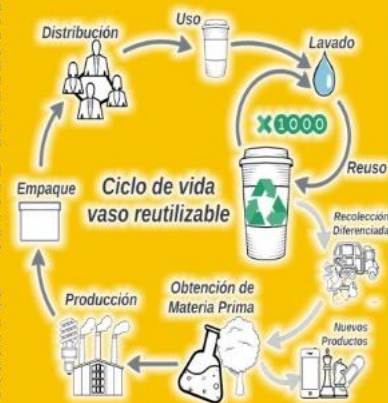 Uso
Distribución
Lavado
X1000
Reuso
Ciclo de vida
vaso reutilizable
Empaque
Recolección
Diferenciada
Obtención de
Materia Prima
Producción
Nuevos
Productos